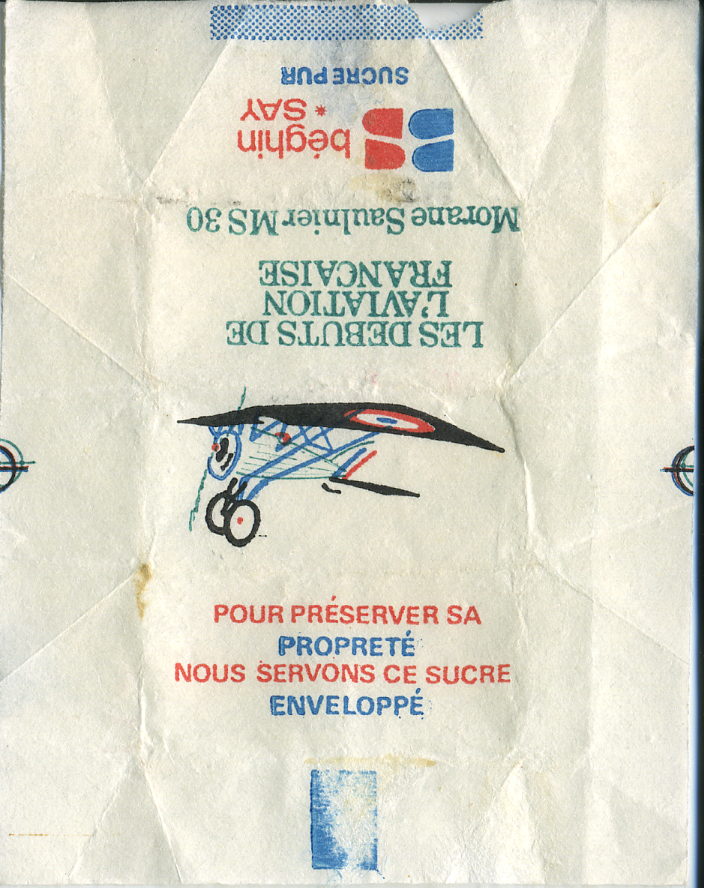 SUCRE PUR
béghin
SAY
Morane Saulnier MS 30
LES DEBUTS DE
L'AVIATION
FRANÇAISE
POUR PRÉSERVER SA
PROPRETÉ
NOUS SERVONS CE SUCRE
ENVELOPPÉ